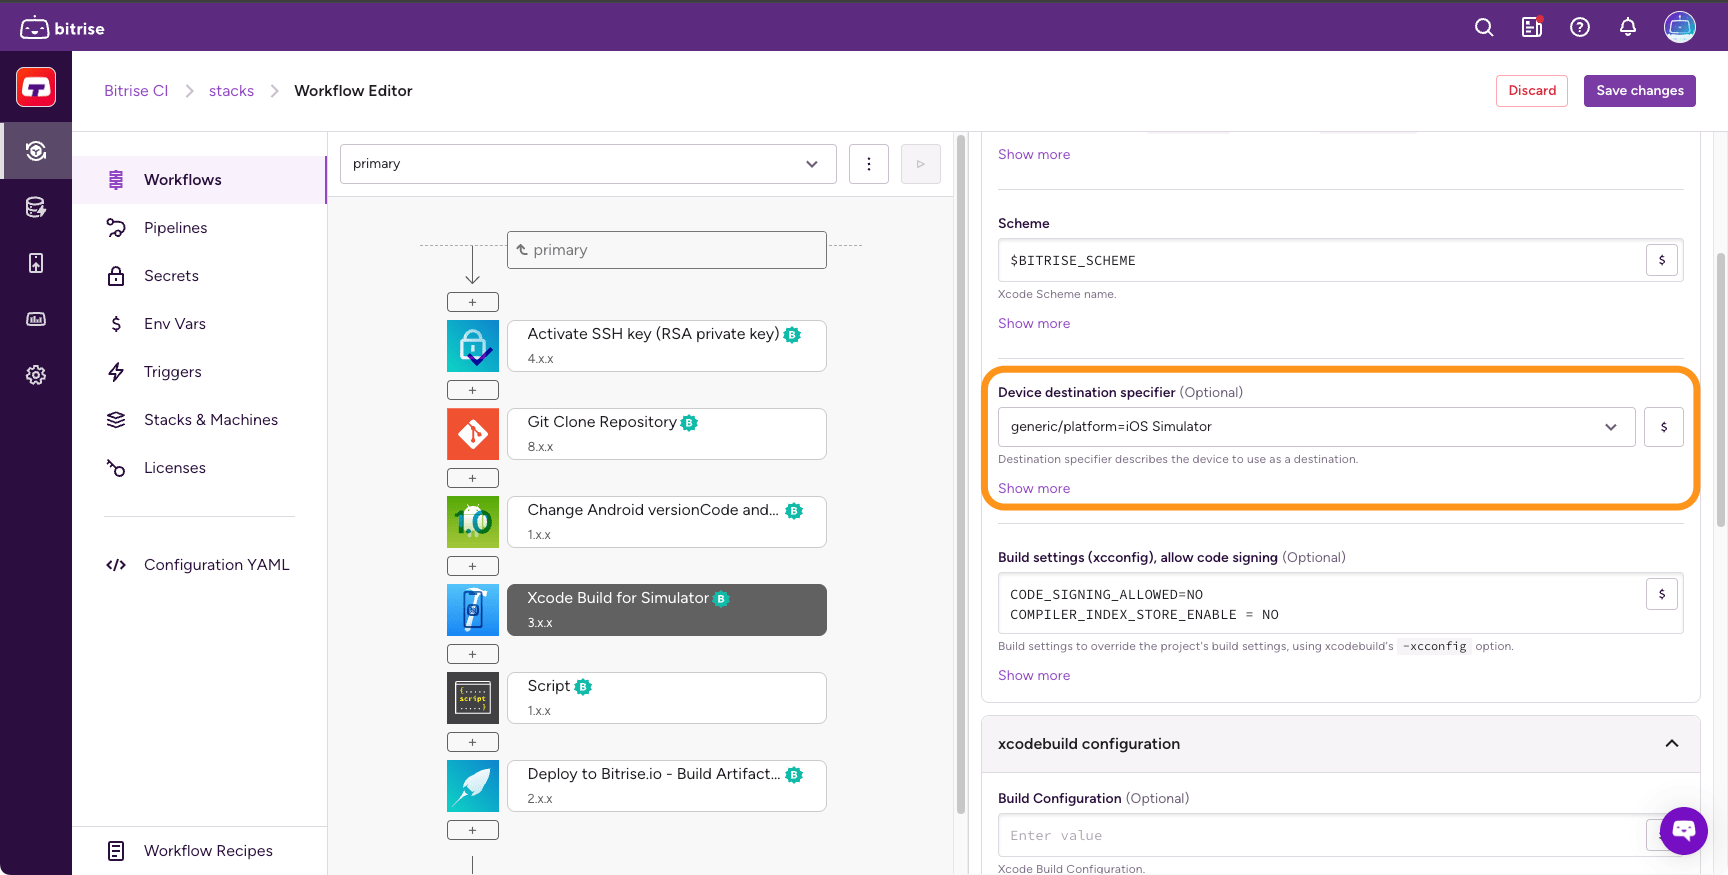 bitrise
Bitrise CI
stacks
Workflow Editor
Discard
Save changes
Workflows
Pipelines
Secrets
$ Env Vars
Triggers
Stacks & Machines
Licenses
</> Configuration YAML
Workflow Recipes
primary
primary
+
Activate SSH key (RSA private key) B
4.x.x
+
Git Clone Repository B
8.x.x
+
1.0
Change Android versionCode and... B
1.x.x
+
Xcode Build for Simulator B
3.x.x
+
{.....
script
.....}
Script B
1.x.x
+
Deploy to Bitrise.io - Build Artifact... B
2.x.x
+
Show more
Scheme
$BITRISE_SCHEME
$
Xcode Scheme name.
Show more
Device destination specifier (Optional)
generic/platform=iOS Simulator
$
Destination specifier describes the device to use as a destination.
Show more
Build settings (xcconfig), allow code signing (Optional)
CODE_SIGNING_ALLOWED=NO
COMPILER_INDEX_STORE_ENABLE = NO
$
Build settings to override the project's build settings, using xcodebuild's -xcconfig option.
Show more
xcodebuild configuration
Build Configuration (Optional)
Enter value
Xcode Build Configuration.